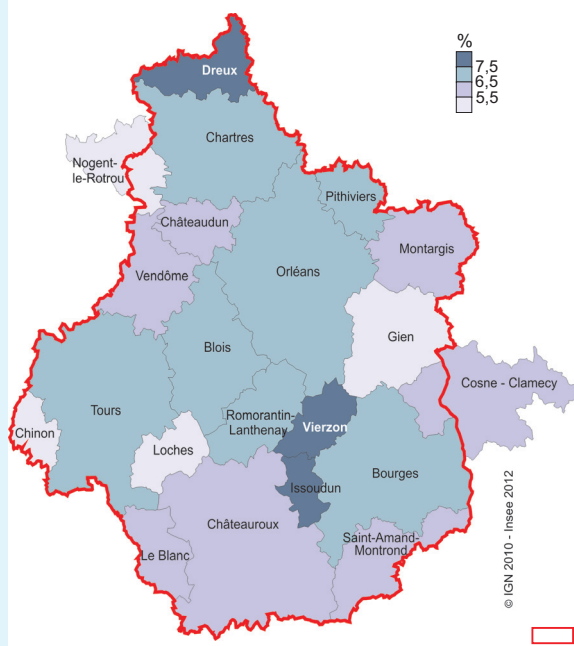 %
7,5
6,5
5,5
Dreux
Chartres
Nogent-
le-Rotrou
Pithiviers
Châteaudun
Montargis
Vendôme
Orléans
Gien
Blois
Cosne - Clamecy
Tours
Romorantin-
Lanthenay
Vierzon
Chinon
Loches
Bourges
Issoudun
Châteauroux
Saint-Amand-
Montrond
Le Blanc
© IGN 2010 - Insee 2012